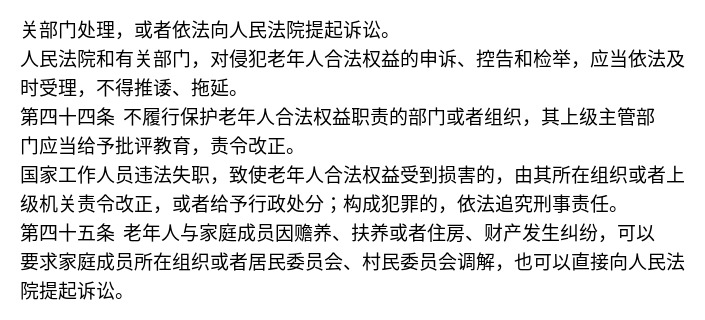 关部门处理，或者依法向人民法院提起诉讼。
人民法院和有关部门，对侵犯老年人合法权益的申诉、控告和检举，应当依法及
时受理，不得推诿、拖延。
第四十四条 不履行保护老年人合法权益职责的部门或者组织，其上级主管部
门应当给予批评教育，责令改正。
国家工作人员违法失职，致使老年人合法权益受到损害的，由其所在组织或者上
级机关责令改正，或者给予行政处分；构成犯罪的，依法追究刑事责任。
第四十五条 老年人与家庭成员因赡养、扶养或者住房、财产发生纠纷，可以
要求家庭成员所在组织或者居民委员会、村民委员会调解，也可以直接向人民法
院提起诉讼。